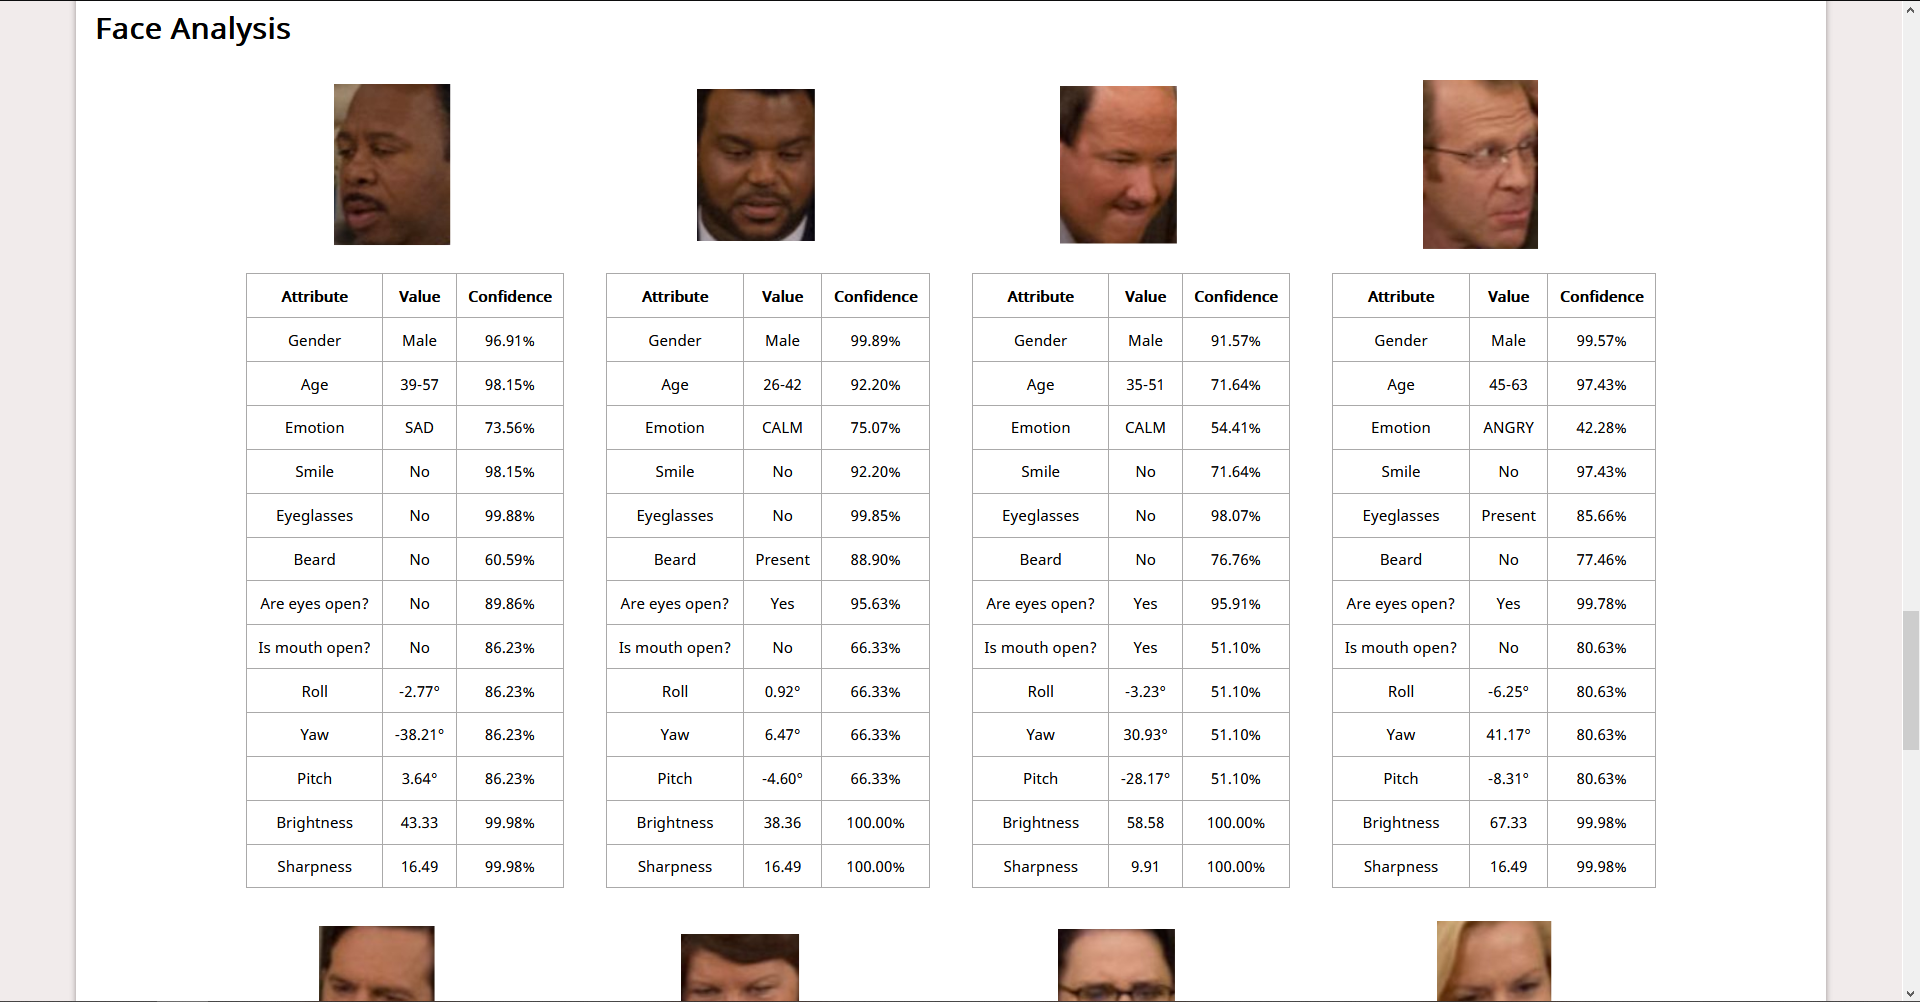 Face Analysis
Attribute Value Confidence
Gender Male 96.91%
Age 39-57 98.15%
Emotion SAD 73.56%
Smile No 98.15%
Eyeglasses No 99.88%
Beard No 60.59%
Are eyes open? No 89.86%
Is mouth open? No 86.23%
Roll -2.77° 86.23%
Yaw -38.21° 86.23%
Pitch 3.64° 86.23%
Brightness 43.33 99.98%
Sharpness 16.49 99.98%
Attribute Value Confidence
Gender Male 99.89%
Age 26-42 92.20%
Emotion CALM 75.07%
Smile No 92.20%
Eyeglasses No 99.85%
Beard Present 88.90%
Are eyes open? Yes 95.63%
Is mouth open? No 66.33%
Roll 0.92° 66.33%
Yaw 6.47° 66.33%
Pitch -4.60° 66.33%
Brightness 38.36 100.00%
Sharpness 16.49 100.00%
Attribute Value Confidence
Gender Male 91.57%
Age 35-51 71.64%
Emotion CALM 54.41%
Smile No 71.64%
Eyeglasses No 98.07%
Beard No 76.76%
Are eyes open? Yes 95.91%
Is mouth open? Yes 51.10%
Roll -3.23° 51.10%
Yaw 30.93° 51.10%
Pitch -28.17° 51.10%
Brightness 58.58 100.00%
Sharpness 9.91 100.00%
Attribute Value Confidence
Gender Male 99.57%
Age 45-63 97.43%
Emotion ANGRY 42.28%
Smile No 97.43%
Eyeglasses Present 85.66%
Beard No 77.46%
Are eyes open? Yes 99.78%
Is mouth open? No 80.63%
Roll -6.25° 80.63%
Yaw 41.17° 80.63%
Pitch -8.31° 80.63%
Brightness 67.33 99.98%
Sharpness 16.49 99.98%